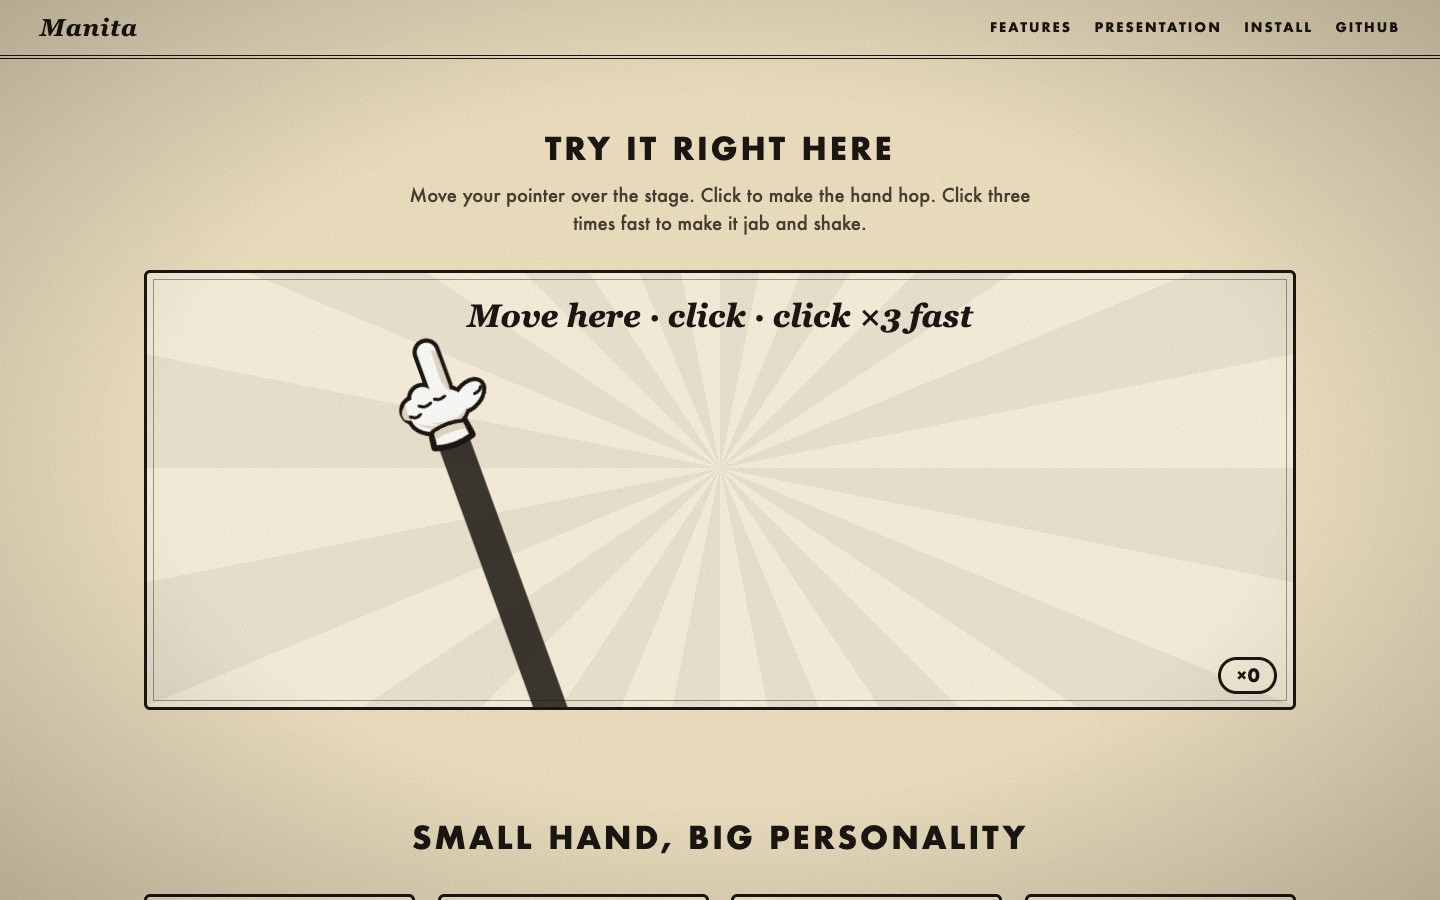 Manita
FEATURES PRESENTATION INSTALL GITHUB
TRY IT RIGHT HERE
Move your pointer over the stage. Click to make the hand hop. Click three
times fast to make it jab and shake.
Move here · click · click ×3 fast
×0
SMALL HAND, BIG PERSONALITY